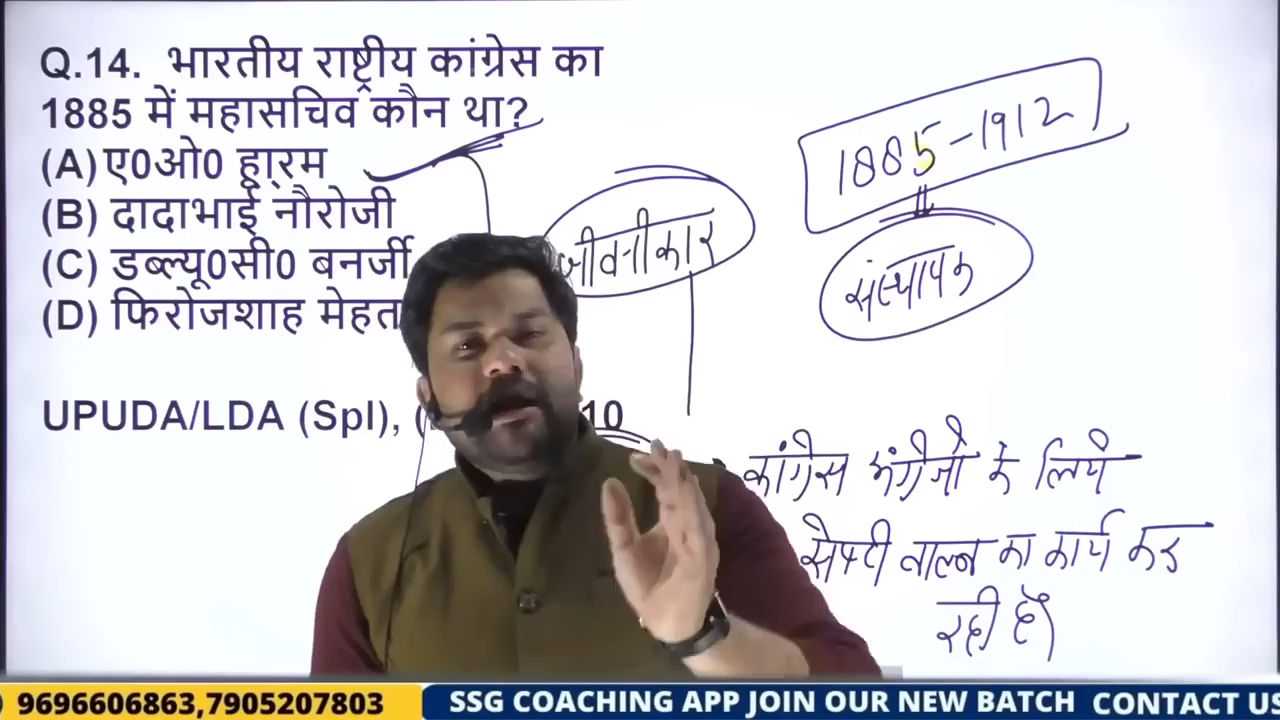 Q.14. भारतीय राष्ट्रीय कांग्रेस का
1885 में महासचिव कौन था?
(A) ए0ओ0 ह्यूम
(B) दादाभाई नौरोजी
(C) डब्ल्यू0सी0 बनर्जी
(D) फिरोजशाह मेहत
UPUDA/LDA (Spl), ( 10
1885-1912
जीवनीकार
संस्थापक
कांग्रेस अंग्रेजो के लिये
सेफ्टी वाल्व का कार्य कर
रही है।
9696606863,7905207803
SSG COACHING APP JOIN OUR NEW BATCH CONTACT US